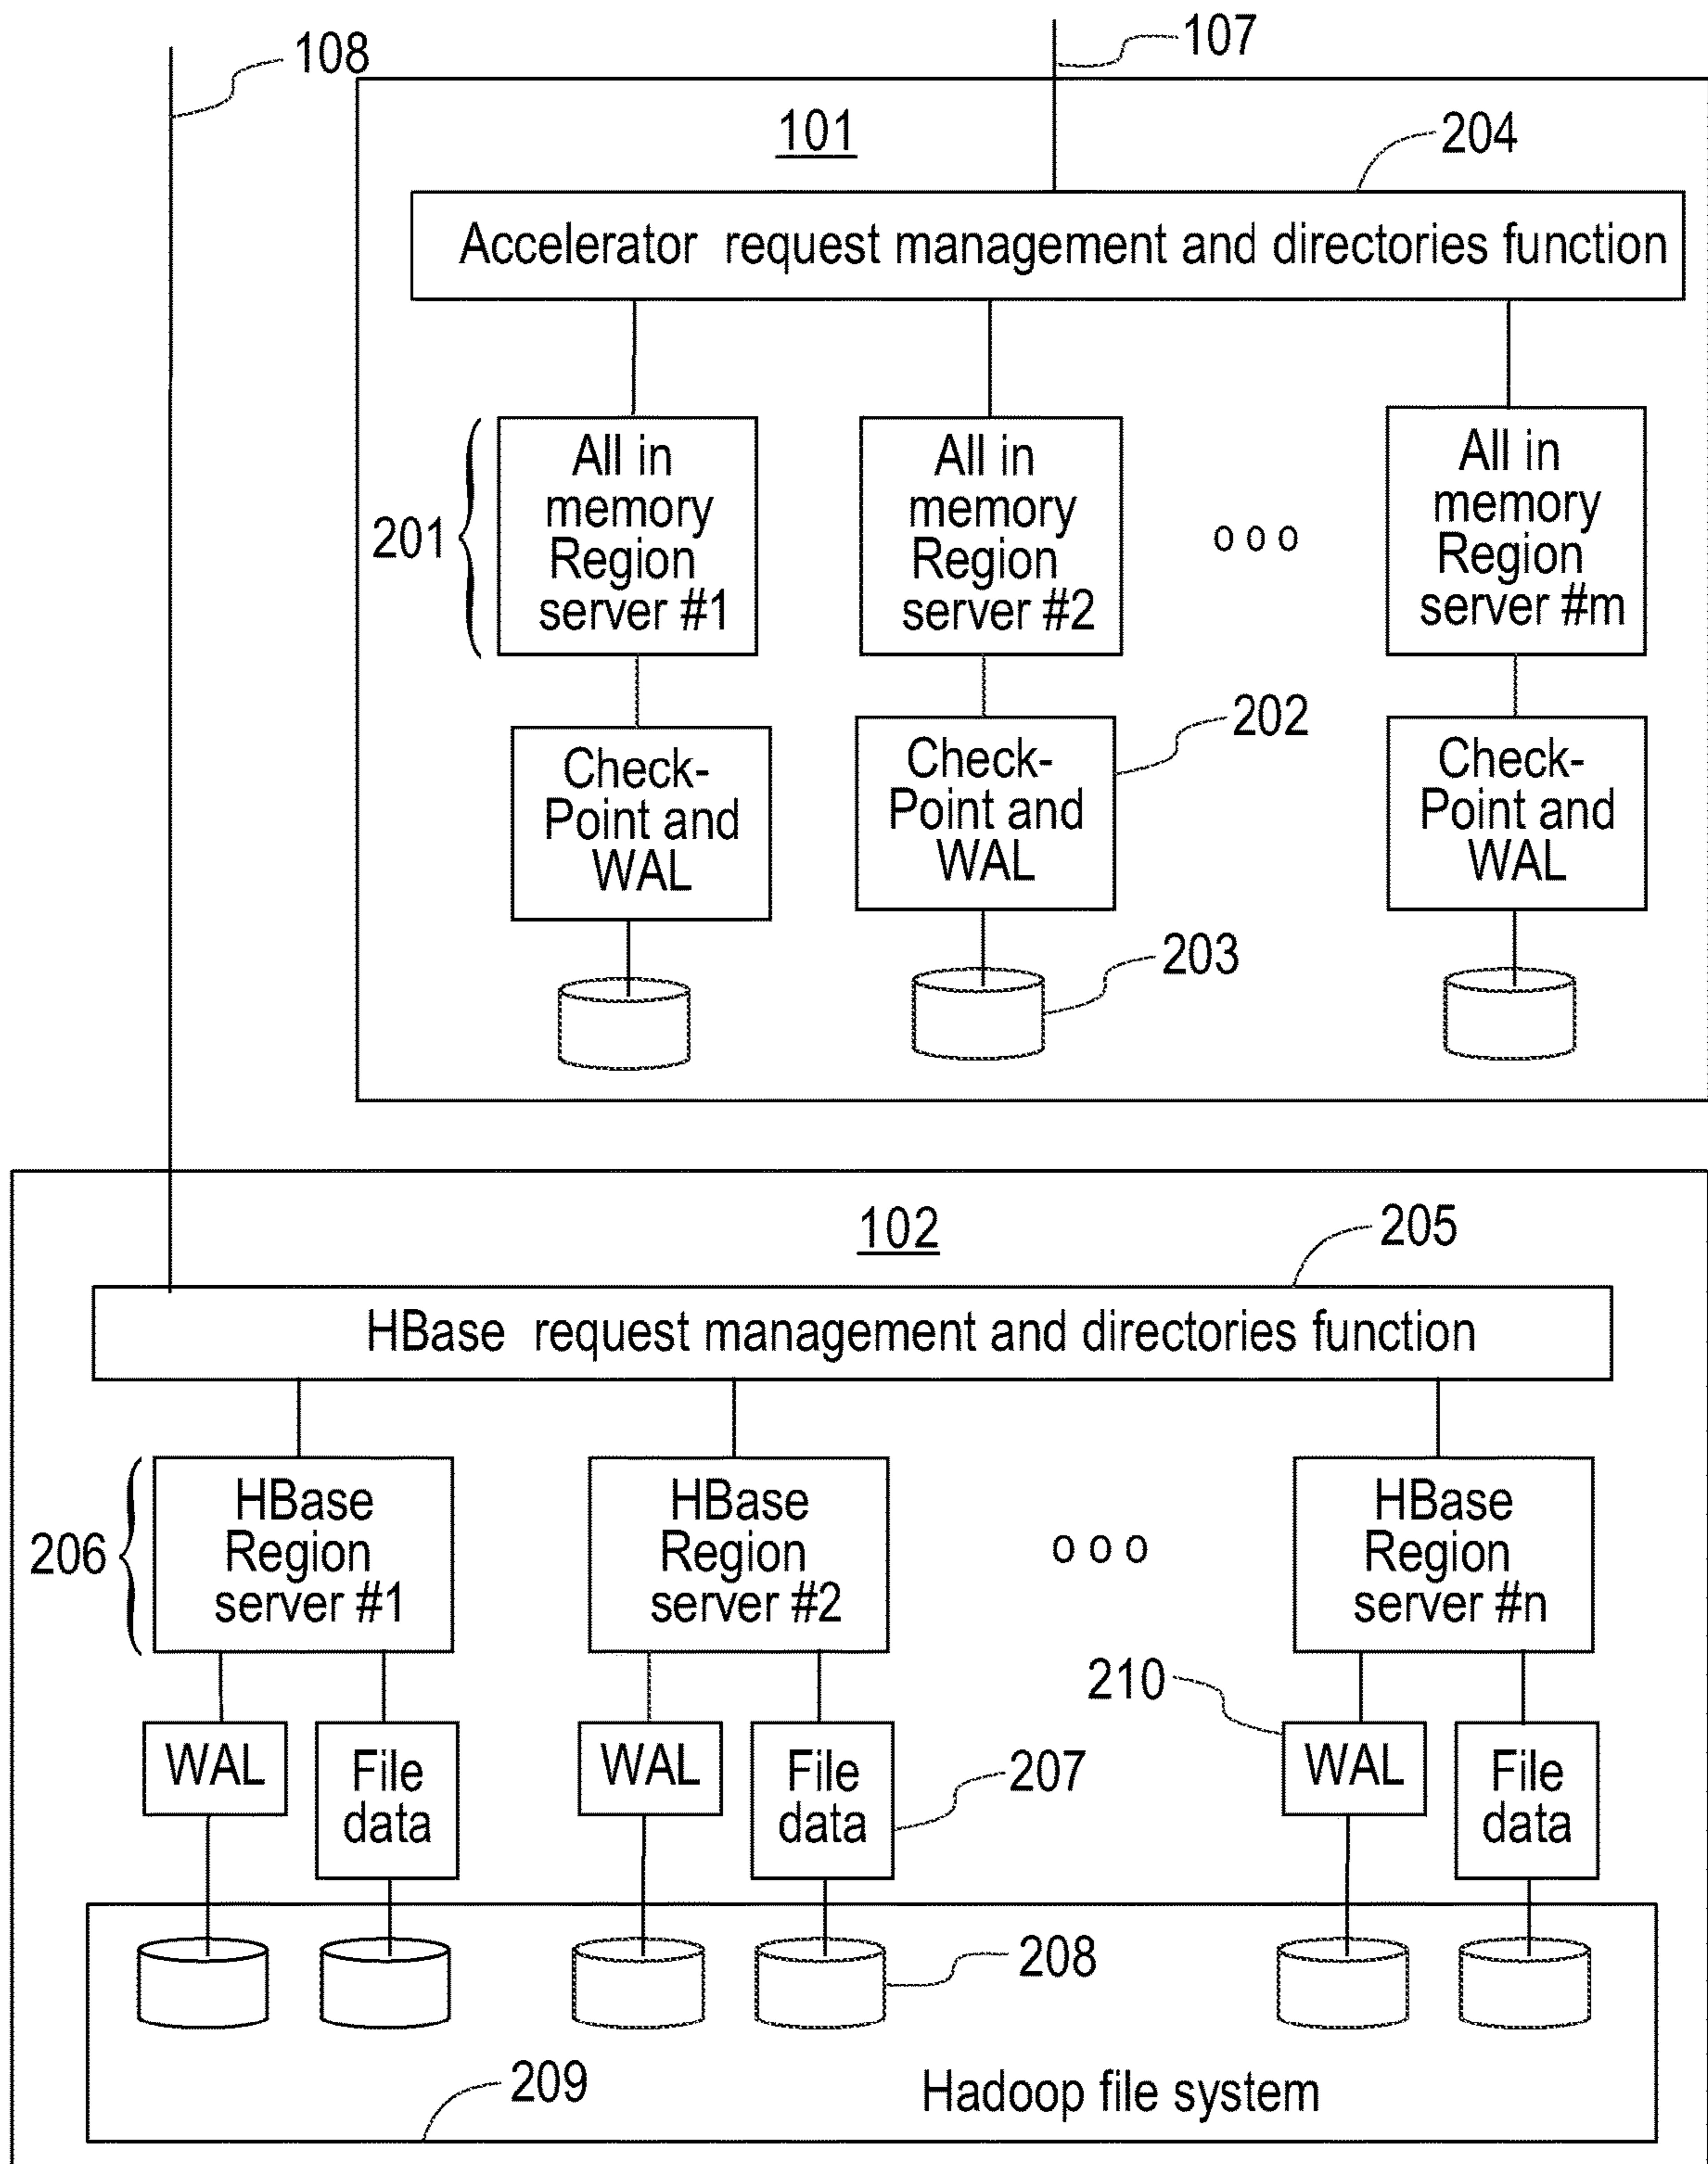 108
107
101
204
Accelerator request management and directories function
201
All in
memory
Region
server #1
All in
memory
Region
server #2
o o o
All in
memory
Region
server #m
202
Check-
Point and
WAL
Check-
Point and
WAL
Check-
Point and
WAL
203
102
205
HBase request management and directories function
206
HBase
Region
server #1
HBase
Region
server #2
o o o
HBase
Region
server #n
210
WAL
File
data
WAL
File
data
207
WAL
File
data
208
209
Hadoop file system